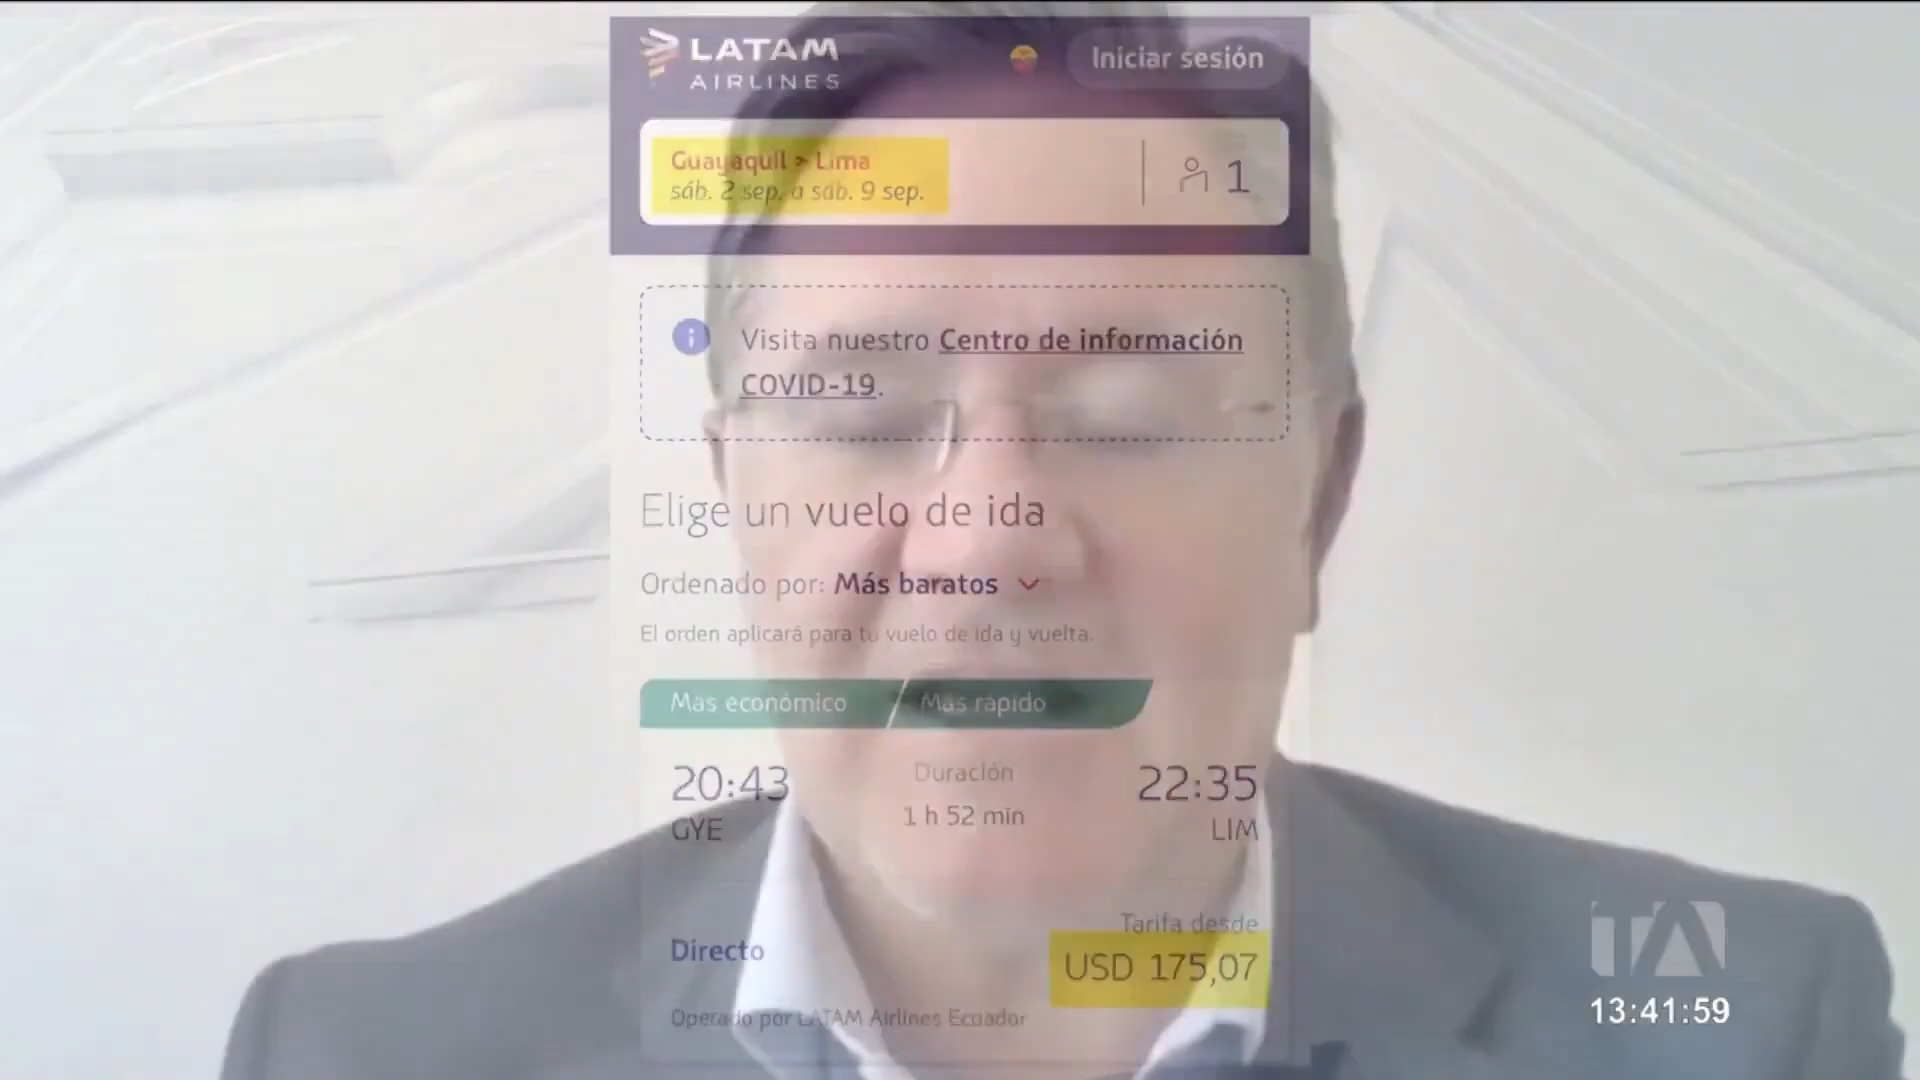 LATAM
AIRLINES
Iniciar sesión
Guayaquil > Lima
sáb. 2 sep. a sáb. 9 sep.
1
Visita nuestro Centro de información
COVID-19.
Elige un vuelo de ida
Ordenado por: Más baratos
El orden aplicará para tu vuelo de ida y vuelta.
Más económico
Más rápido
20:43
Duración
22:35
GYE
1 h 52 min
LIM
Tarifa desde
Directo
USD 175,07
Operado por LATAM Airlines Ecuador
TA
13:41:59